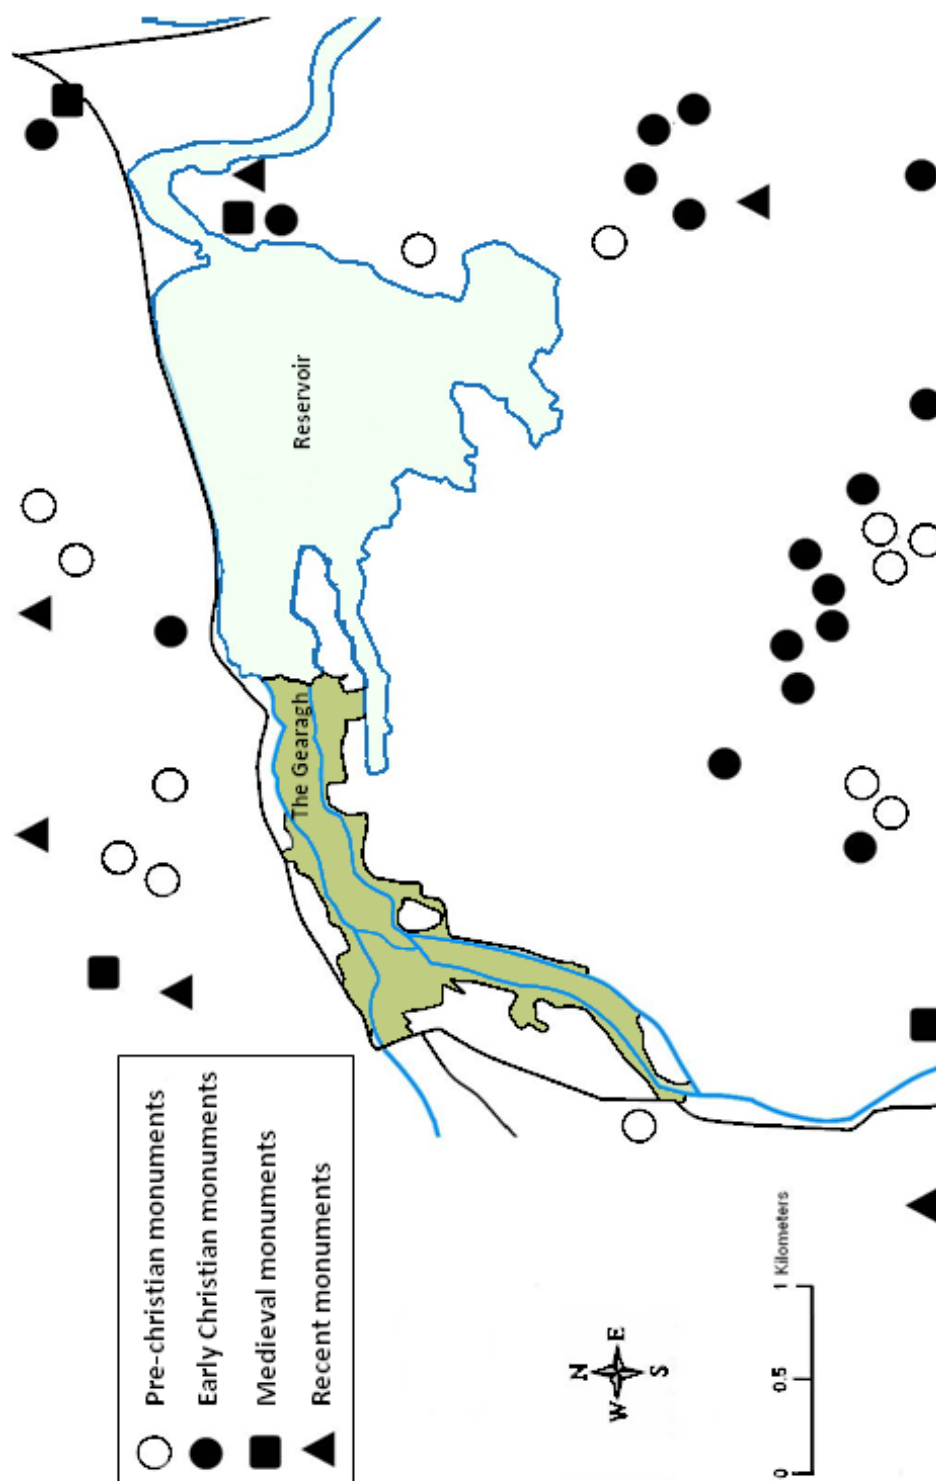 Pre-christian monuments
Early Christian monuments
Medieval monuments
Recent monuments
The Gearagh
Reservoir
N
W E
S
0 0.5 1 Kilometers